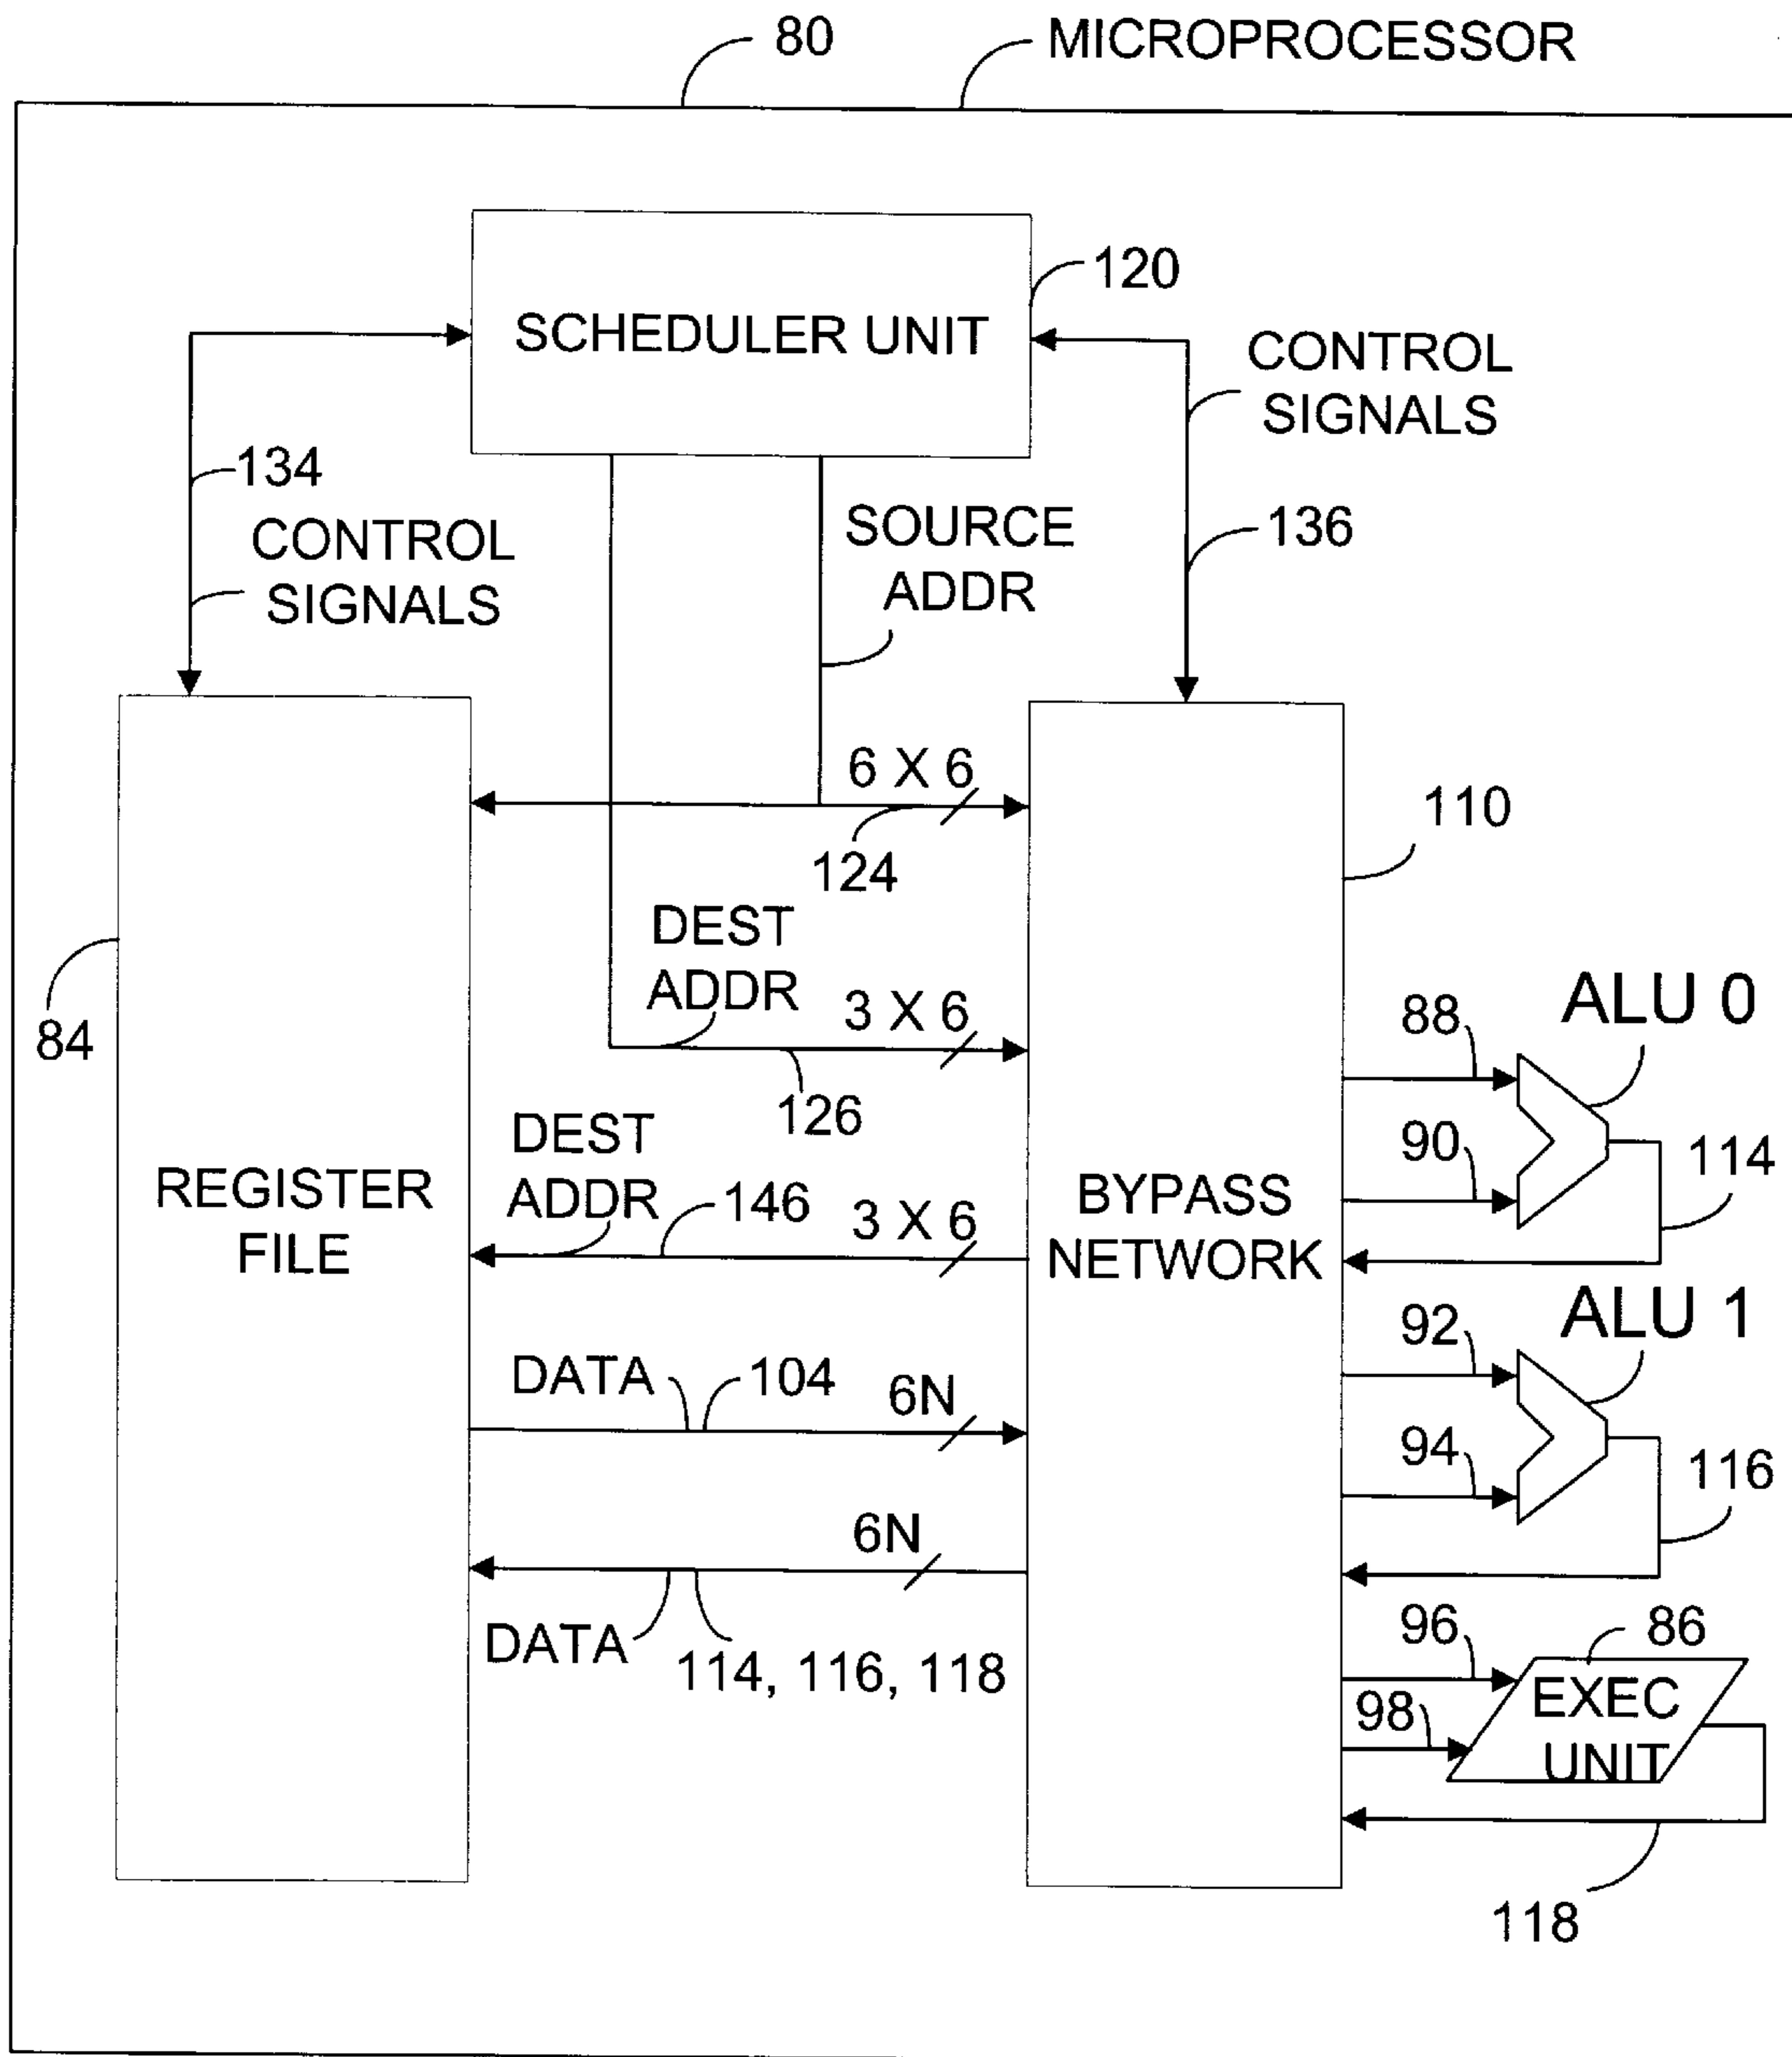 80
MICROPROCESSOR
SCHEDULER UNIT
120
CONTROL
SIGNALS
134
CONTROL
SIGNALS
SOURCE
ADDR
136
6 X 6
124
110
DEST
ADDR
3 X 6
126
84
88
ALU 0
90
114
DEST
ADDR
146
3 X 6
REGISTER
FILE
BYPASS
NETWORK
92
ALU 1
DATA
104
6N
94
116
6N
DATA
114, 116, 118
96
86
98
EXEC
UNIT
118